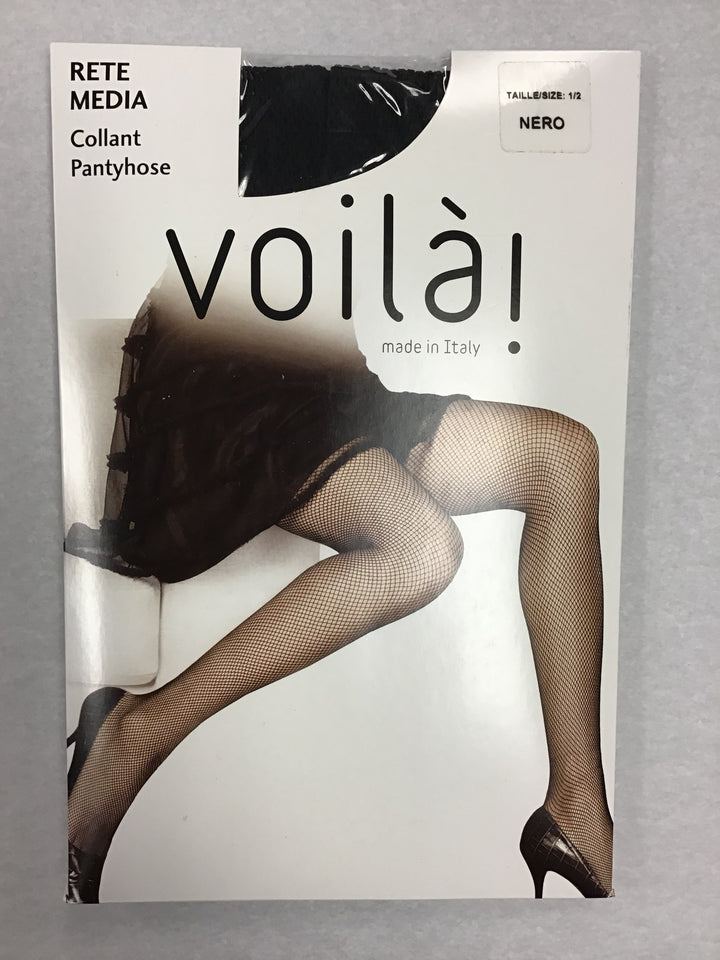 RETE
MEDIA
Collant
Pantyhose
TAILLE/SIZE: 1/2
NERO
voilà!
made in Italy